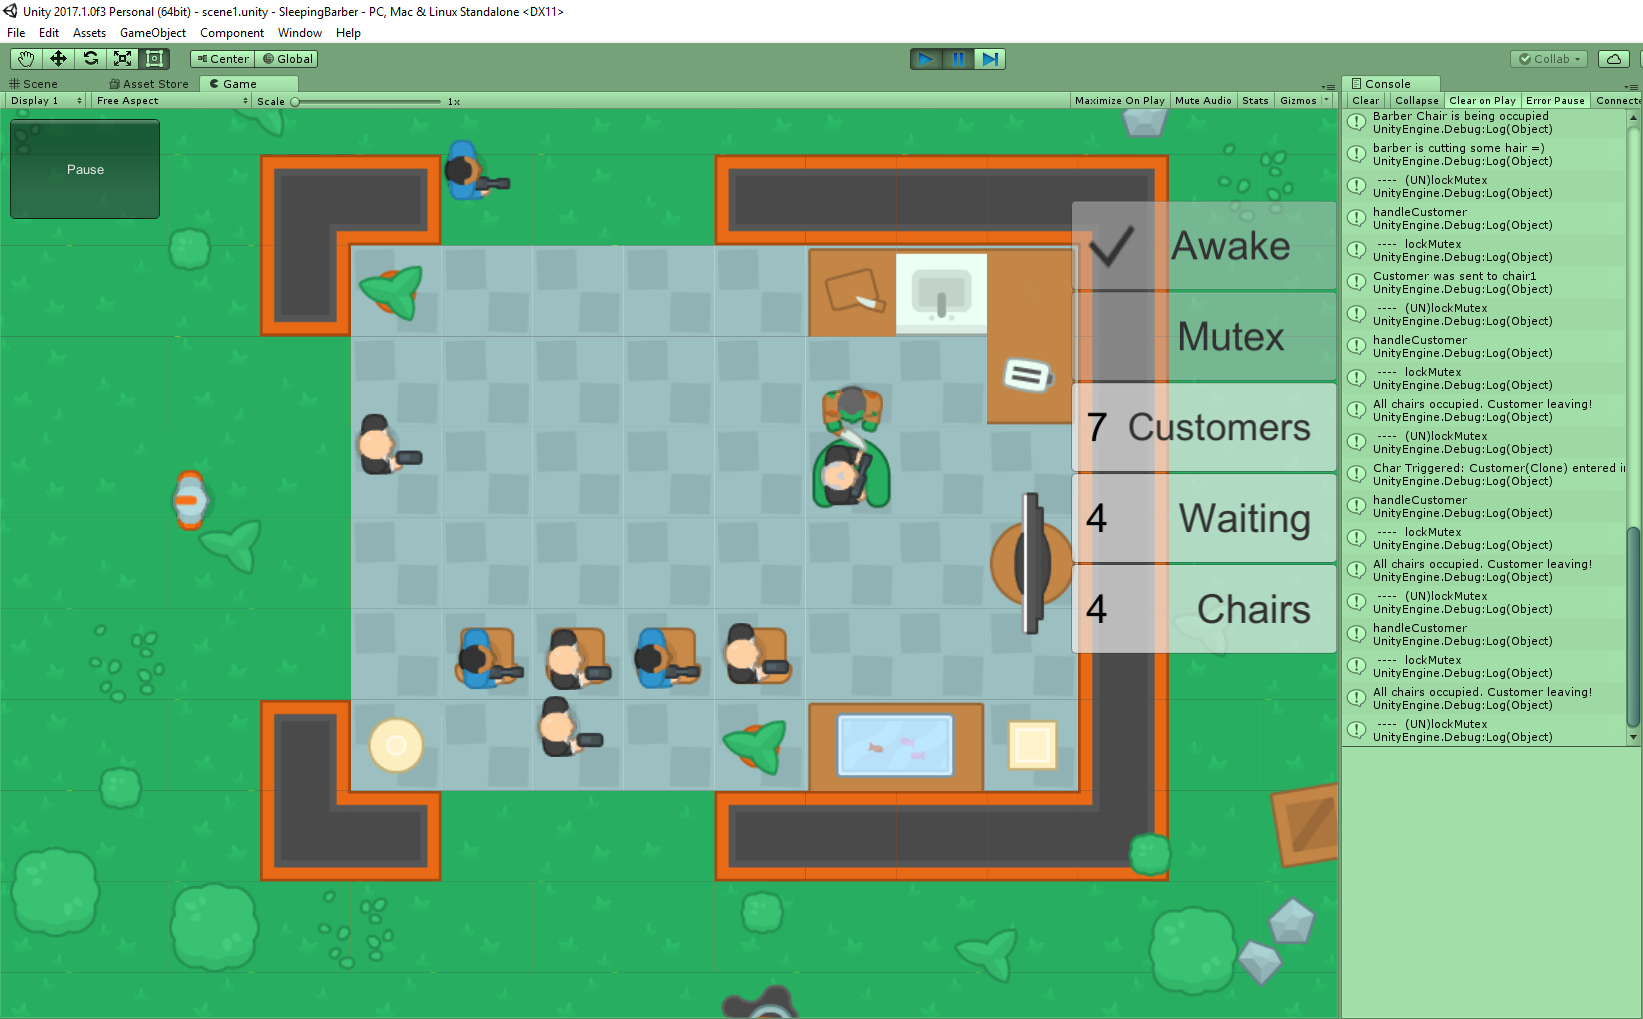 Unity 2017.1.0f3 Personal (64bit) - scene1.unity - SleepingBarber - PC, Mac & Linux Standalone <DX11>
File Edit Assets GameObject Component Window Help
Center Global Collab
Scene Asset Store Game
Display 1 Free Aspect Scale 1x Maximize On Play Mute Audio Stats Gizmos
Pause
Awake
Mutex
7 Customers
4 Waiting
4 Chairs
Console
Clear Collapse Clear on Play Error Pause Connecte
Barber Chair is being occupied
UnityEngine.Debug:Log(Object)
barber is cutting some hair =)
UnityEngine.Debug:Log(Object)
---- (UN)lockMutex
UnityEngine.Debug:Log(Object)
handleCustomer
UnityEngine.Debug:Log(Object)
---- lockMutex
UnityEngine.Debug:Log(Object)
Customer was sent to chair1
UnityEngine.Debug:Log(Object)
---- (UN)lockMutex
UnityEngine.Debug:Log(Object)
handleCustomer
UnityEngine.Debug:Log(Object)
---- lockMutex
UnityEngine.Debug:Log(Object)
All chairs occupied. Customer leaving!
UnityEngine.Debug:Log(Object)
---- (UN)lockMutex
UnityEngine.Debug:Log(Object)
Char Triggered: Customer(Clone) entered in
UnityEngine.Debug:Log(Object)
handleCustomer
UnityEngine.Debug:Log(Object)
---- lockMutex
UnityEngine.Debug:Log(Object)
All chairs occupied. Customer leaving!
UnityEngine.Debug:Log(Object)
---- (UN)lockMutex
UnityEngine.Debug:Log(Object)
handleCustomer
UnityEngine.Debug:Log(Object)
---- lockMutex
UnityEngine.Debug:Log(Object)
All chairs occupied. Customer leaving!
UnityEngine.Debug:Log(Object)
---- (UN)lockMutex
UnityEngine.Debug:Log(Object)